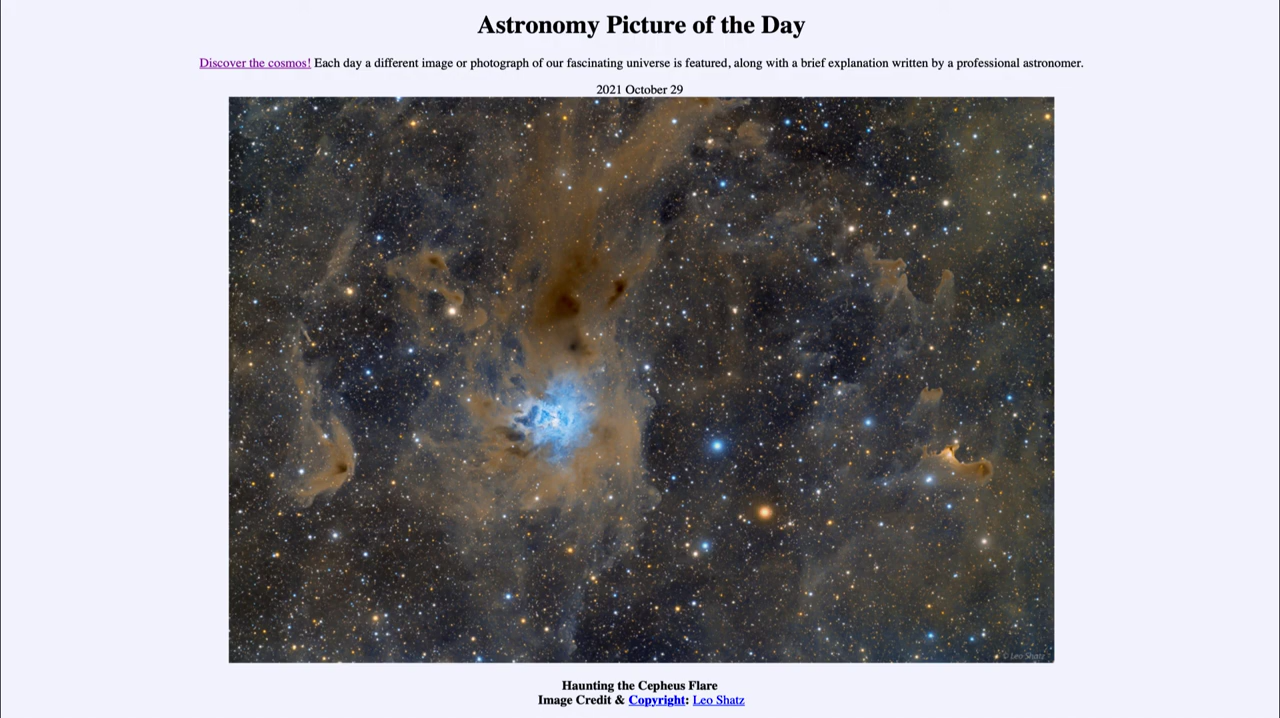 Astronomy Picture of the Day
Discover the cosmos! Each day a different image or photograph of our fascinating universe is featured, along with a brief explanation written by a professional astronomer.
2021 October 29
© Leo Shatz
Haunting the Cepheus Flare
Image Credit & Copyright: Leo Shatz